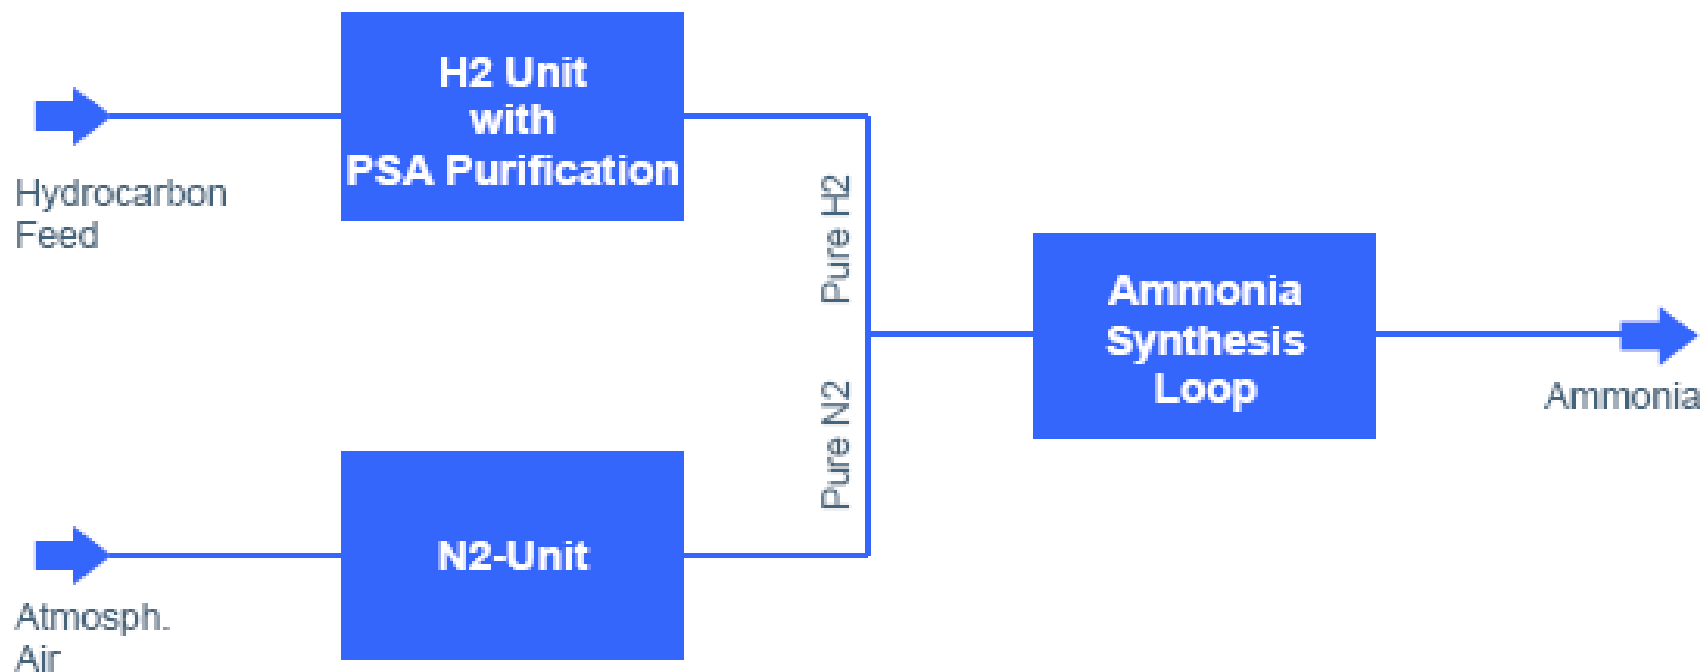 H2 Unit
with
PSA Purification
Hydrocarbon
Feed
Pure H2
Ammonia
Synthesis
Loop
Ammonia
Pure N2
N2-Unit
Atmosph.
Air